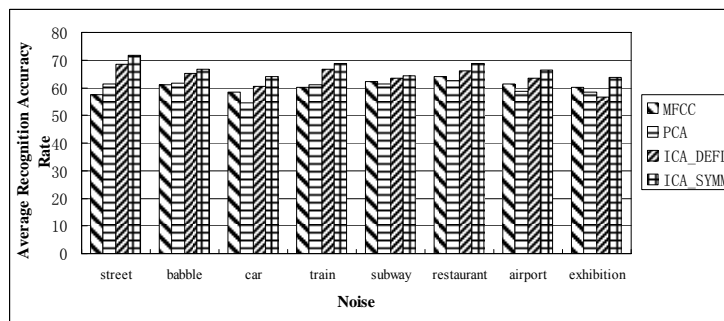 80
70
60
50
40
30
20
10
0
Average Recognition Accuracy
Rate
street babble car train subway restaurant airport exhibition
Noise
MFCC
PCA
ICA_DEFL
ICA_SYMM